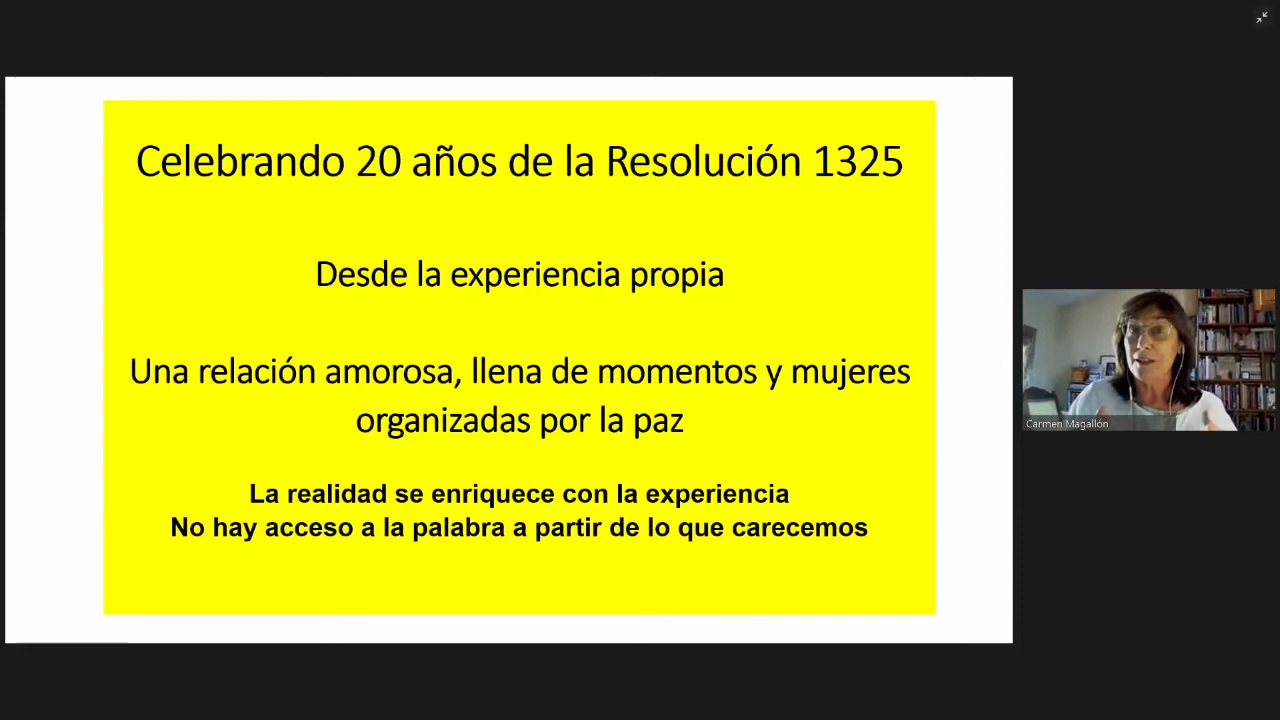 Celebrando 20 años de la Resolución 1325
Desde la experiencia propia
Una relación amorosa, llena de momentos y mujeres
organizadas por la paz
La realidad se enriquece con la experiencia
No hay acceso a la palabra a partir de lo que carecemos
Carmen Magallón